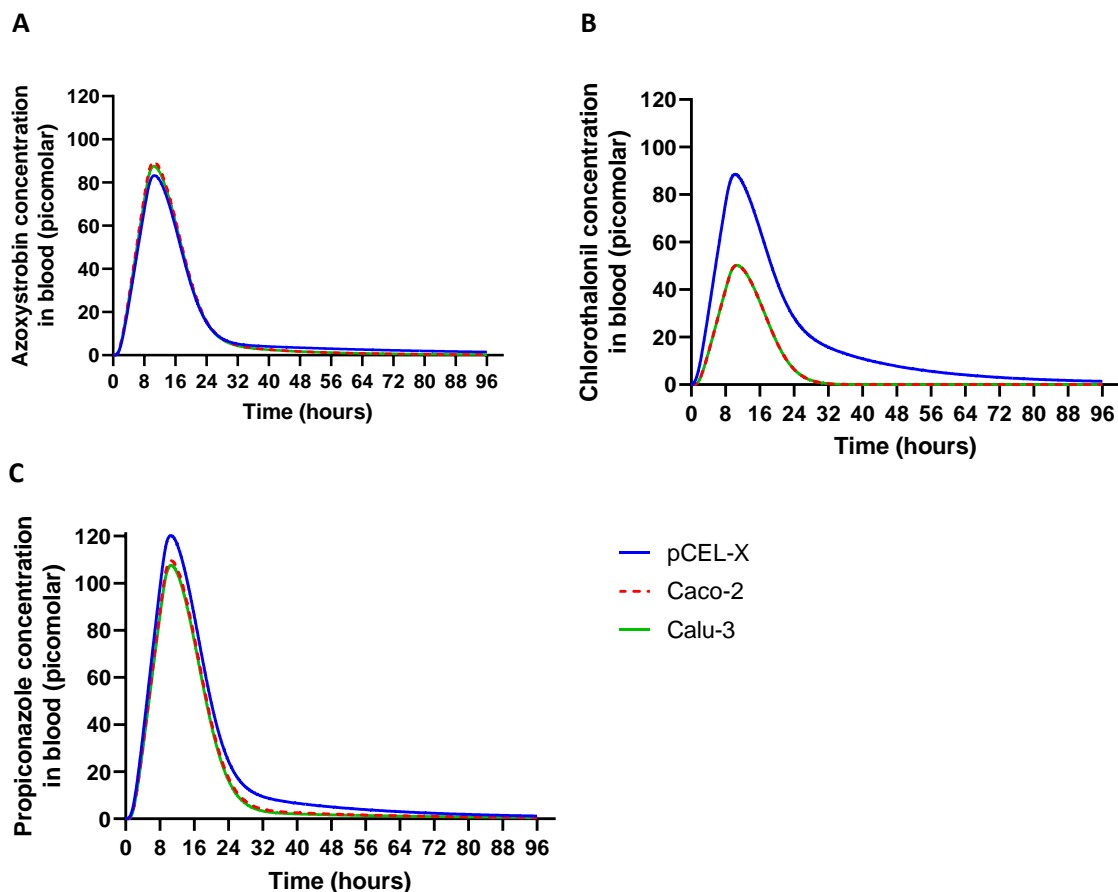 A
Azoxystrobin concentration
in blood (picomolar)
120
100
80
60
40
20
0
0 8 16 24 32 40 48 56 64 72 80 88 96
Time (hours)
B
Chlorothalonil concentration
in blood (picomolar)
120
100
80
60
40
20
0
0 8 16 24 32 40 48 56 64 72 80 88 96
Time (hours)
C
Propiconazole concentration
in blood (picomolar)
120
100
80
60
40
20
0
0 8 16 24 32 40 48 56 64 72 80 88 96
Time (hours)
pCEL-X
Caco-2
Calu-3